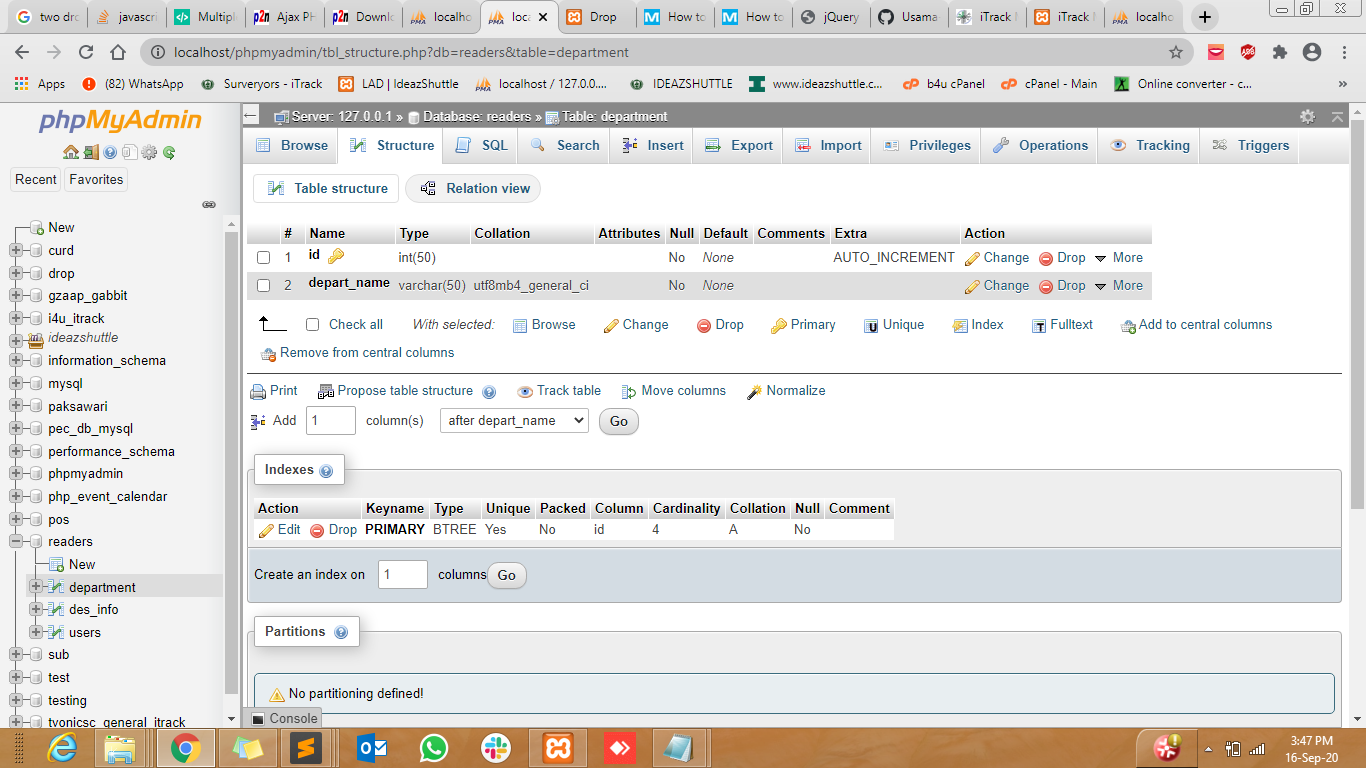 two dro
javascri
Multipl
Ajax PH
Downlo
localho
loca
Drop
How to
How to
jQuery
Usama
iTrack
iTrack
localho
localhost/phpmyadmin/tbl_structure.php?db=readers&table=department
Apps
(82) WhatsApp
Surveryors - iTrack
LAD | IdeazShuttle
localhost / 127.0.0....
IDEAZSHUTTLE
www.ideazshuttle.c...
b4u cPanel
cPanel - Main
Online converter - c...
»
phpMyAdmin
Recent Favorites
New
curd
drop
gzaap_gabbit
i4u_itrack
ideazshuttle
information_schema
mysql
paksawari
pec_db_mysql
performance_schema
phpmyadmin
php_event_calendar
pos
readers
New
department
des_info
users
sub
test
testing
tvonicsc_general_itrack
Server: 127.0.0.1 » Database: readers » Table: department
Browse Structure SQL Search Insert Export Import Privileges Operations Tracking Triggers
Table structure Relation view
# Name Type Collation Attributes Null Default Comments Extra Action
1 id int(50) No None AUTO_INCREMENT Change Drop More
2 depart_name varchar(50) utf8mb4_general_ci No None Change Drop More
Check all With selected: Browse Change Drop Primary Unique Index Fulltext Add to central columns
Remove from central columns
Print Propose table structure Track table Move columns Normalize
Add 1 column(s) after depart_name Go
Indexes
Action Keyname Type Unique Packed Column Cardinality Collation Null Comment
Edit Drop PRIMARY BTREE Yes No id 4 A No
Create an index on 1 columns Go
Partitions
No partitioning defined!
Console
3:47 PM
16-Sep-20